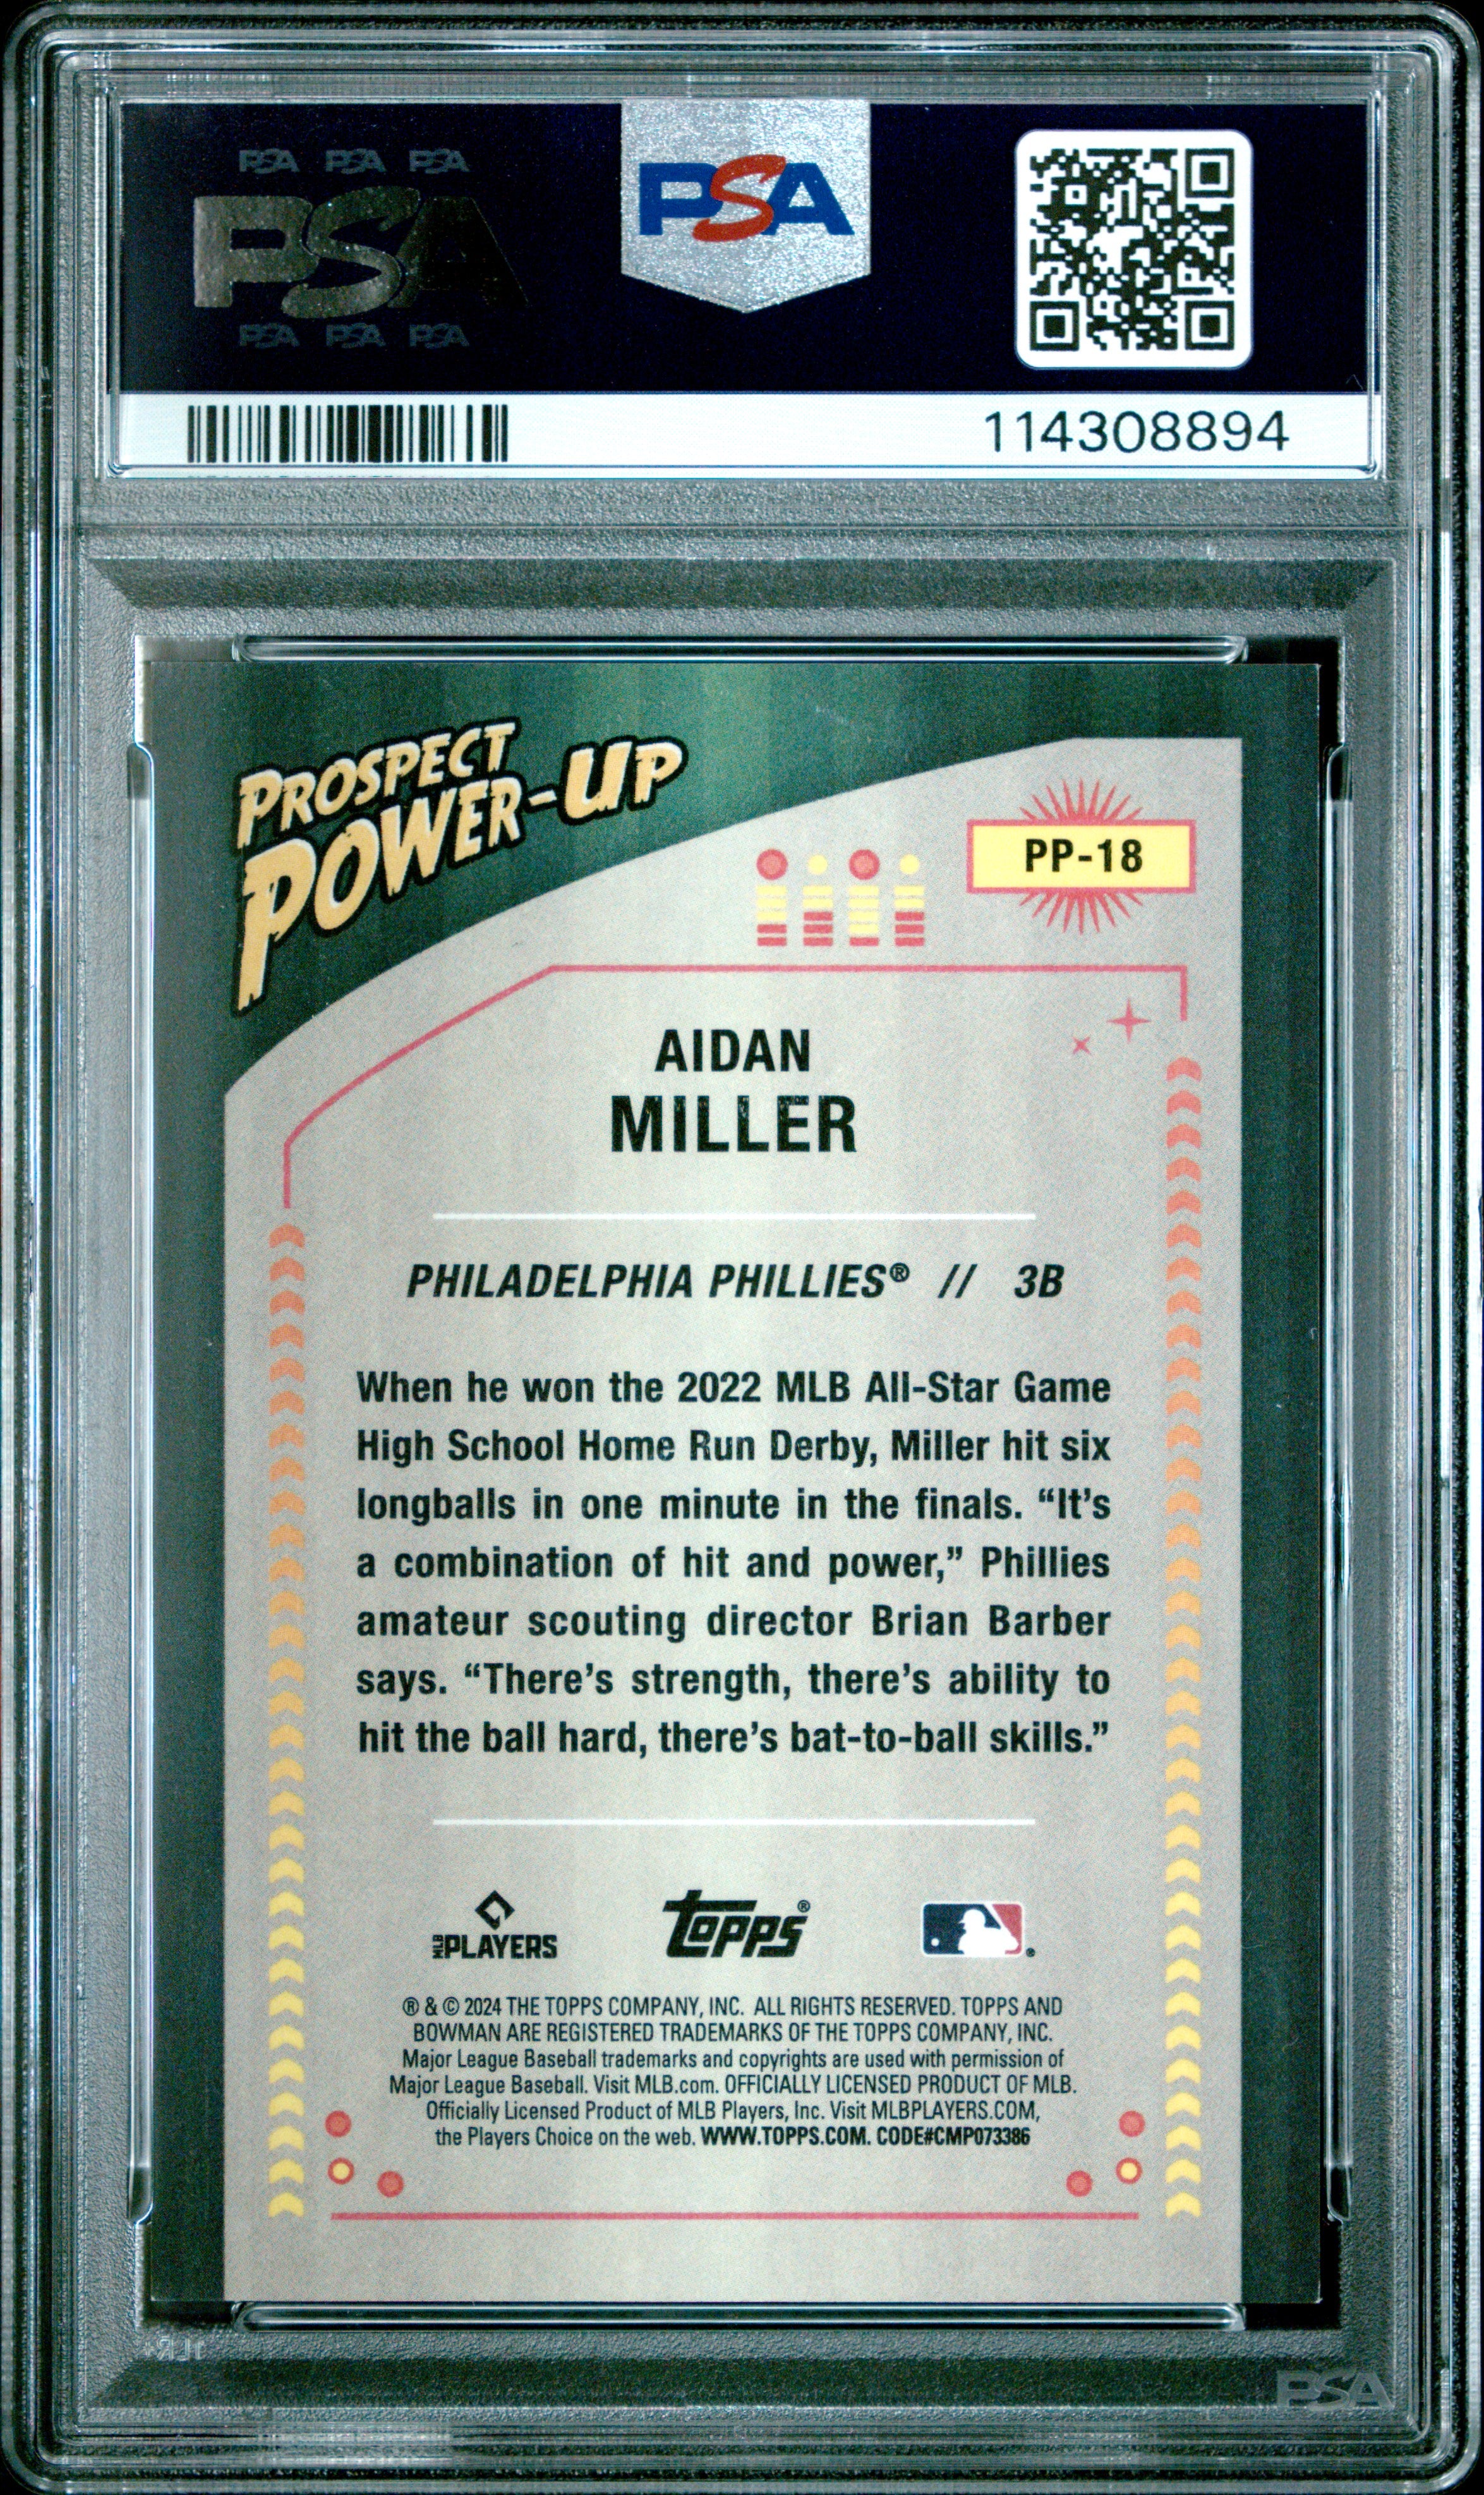 PSA PSA PSA
PSA
PSA PSA PSA
PSA
114308894
PROSPECT
POWER-UP
PP-18
AIDAN
MILLER
PHILADELPHIA PHILLIES® // 3B
When he won the 2022 MLB All-Star Game
High School Home Run Derby, Miller hit six
longballs in one minute in the finals. “It’s
a combination of hit and power,” Phillies
amateur scouting director Brian Barber
says. “There’s strength, there’s ability to
hit the ball hard, there’s bat-to-ball skills.”
MLB PLAYERS
Topps®
® & © 2024 THE TOPPS COMPANY, INC. ALL RIGHTS RESERVED. TOPPS AND
BOWMAN ARE REGISTERED TRADEMARKS OF THE TOPPS COMPANY, INC.
Major League Baseball trademarks and copyrights are used with permission of
Major League Baseball. Visit MLB.com. OFFICIALLY LICENSED PRODUCT OF MLB.
Officially Licensed Product of MLB Players, Inc. Visit MLBPLAYERS.COM,
the Players Choice on the web. WWW.TOPPS.COM. CODE#CMP073386
PSA